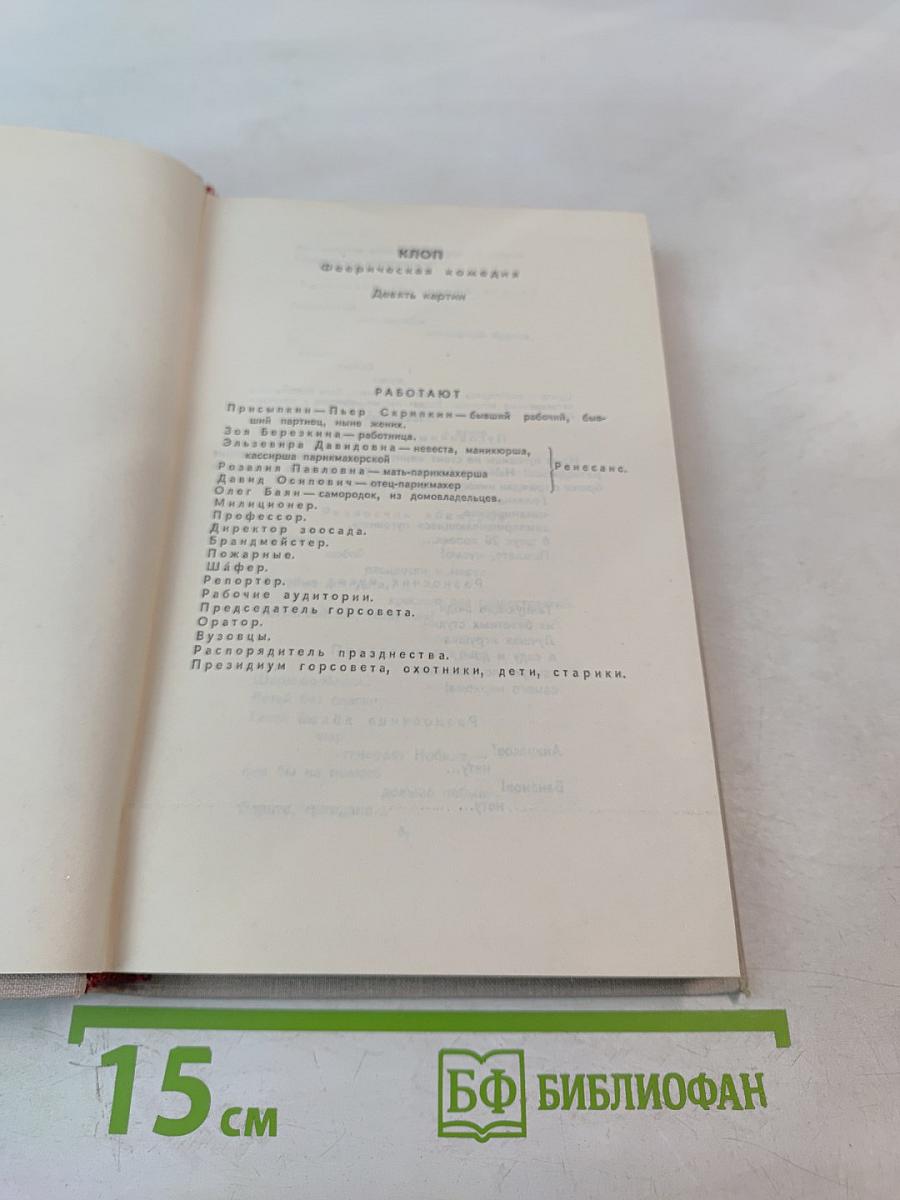 КЛОП
Феерическая комедия
Девять картин
РАБОТАЮТ
Присыпкин — Пьер Скрипкин — бывший рабочий, быв-
ший партиец, ныне жених.
Зоя Березкина — работница.
Эльзевира Давидовна — невеста, маникюрша,
кассирша парикмахерской
Розалия Павловна — мать-парикмахерша
Давид Осипович — отец-парикмахер
Ренесанс.
Олег Баян — самородок, из домовладельцев.
Милиционер.
Профессор.
Директор зоосада.
Брандмейстер.
Пожарные.
Ша́фер.
Репортер.
Рабочие аудитории.
Председатель горсовета.
Оратор.
Вузовцы.
Распорядитель празднества.
Президиум горсовета, охотники, дети, старики.
15 см
БФ БИБЛИОФАН